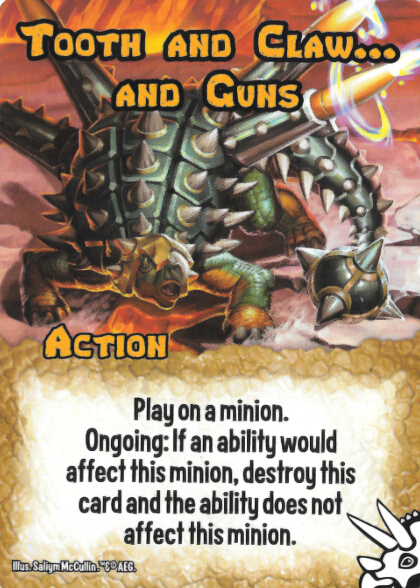 Tooth and Claw...
and Guns
Action
Play on a minion.
Ongoing: If an ability would
affect this minion, destroy this
card and the ability does not
affect this minion.
Illus. Saliym McCullin. ™&© AEG.